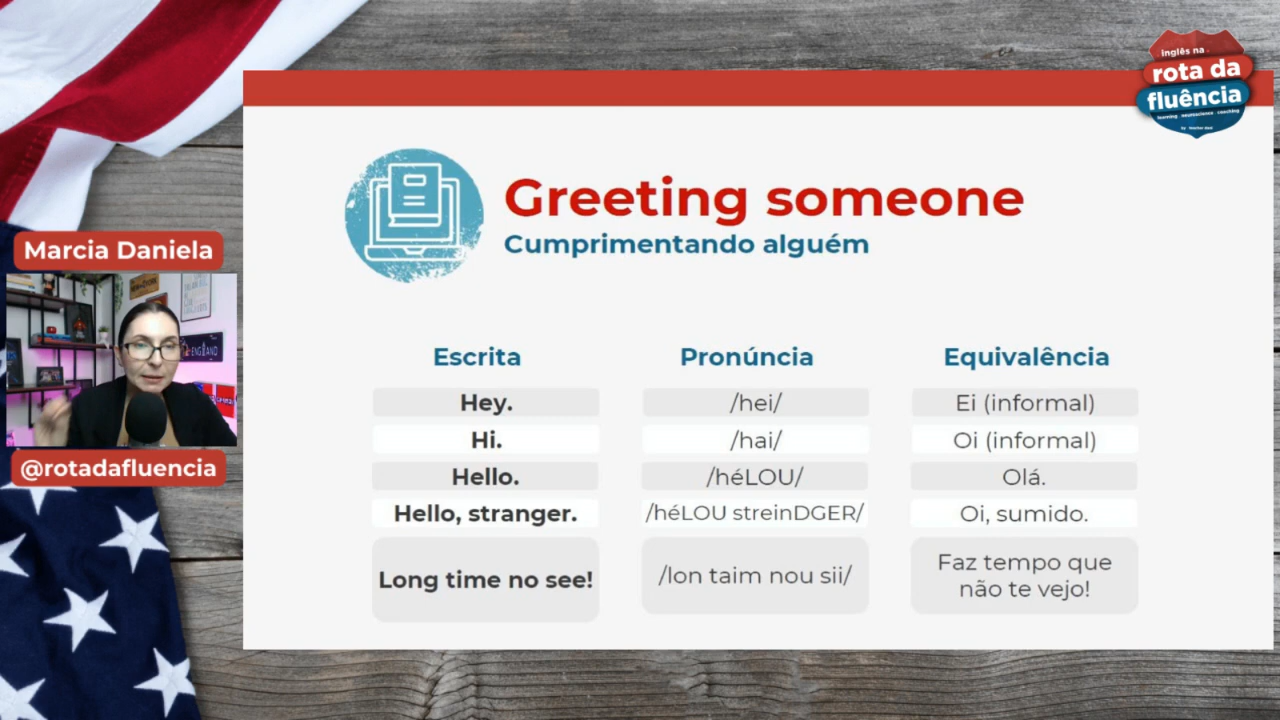 inglês na
rota da
fluência
learning · neuroscience · coaching
Greeting someone
Cumprimentando alguém
Marcia Daniela
ENGLAND
@rotadafluencia
Escrita Pronúncia Equivalência
Hey. /hei/ Ei (informal)
Hi. /hai/ Oi (informal)
Hello. /héLOU/ Olá.
Hello, stranger. /héLOU streinDGER/ Oi, sumido.
Long time no see! /lon taim nou sii/ Faz tempo que
não te vejo!